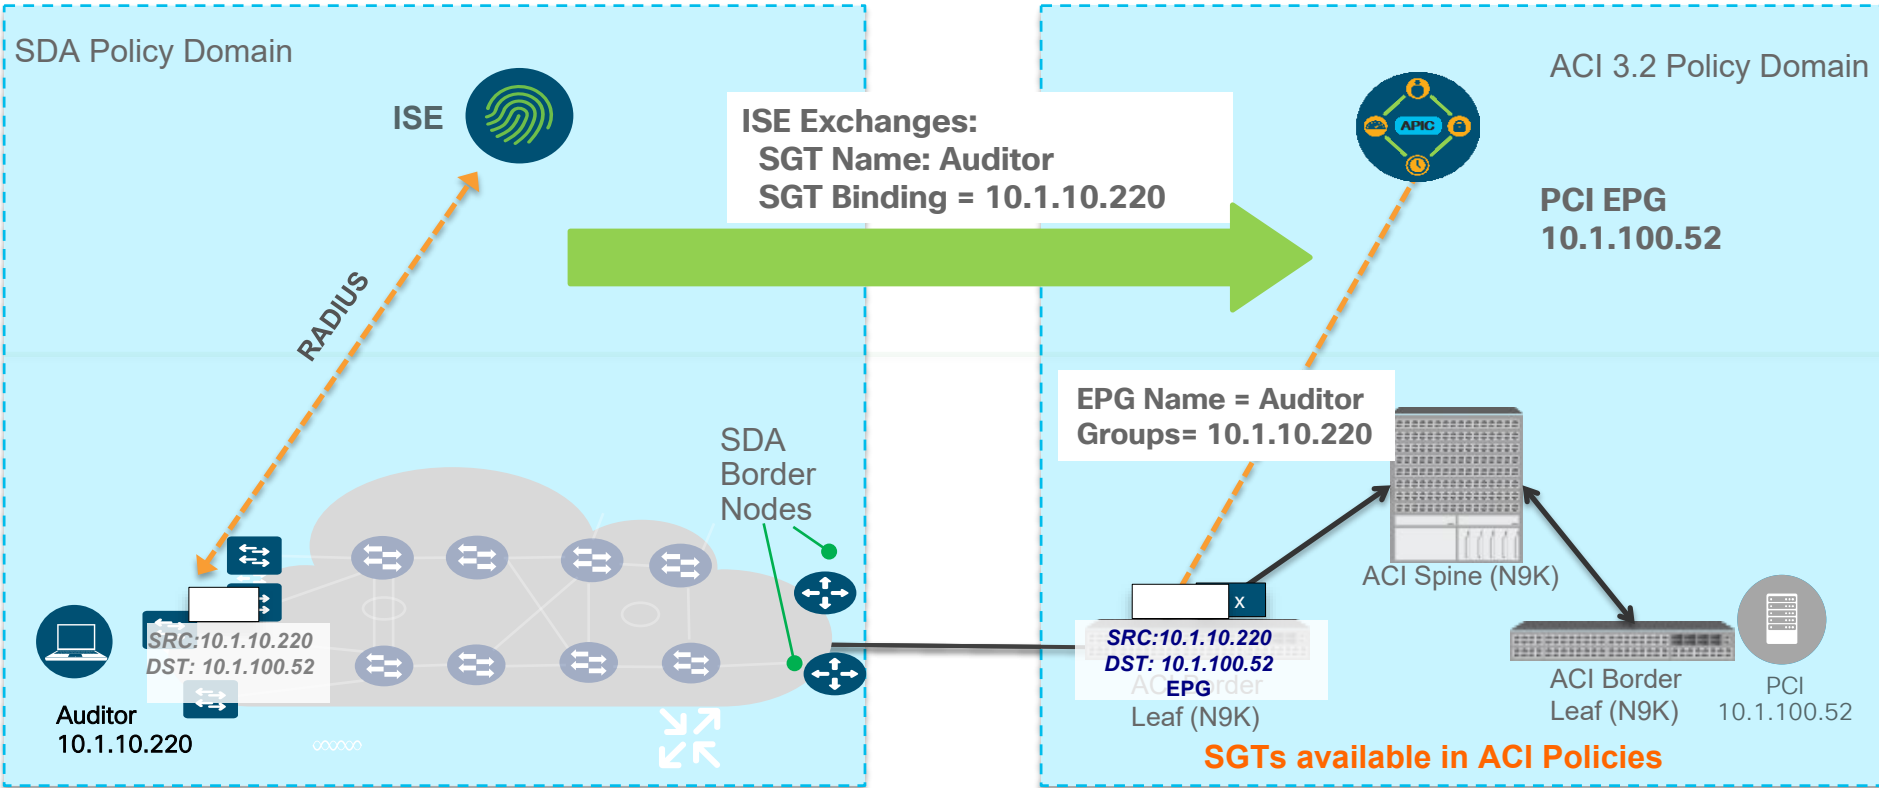 SDA Policy Domain
ISE
RADIUS
ISE Exchanges:
SGT Name: Auditor
SGT Binding = 10.1.10.220
ACI 3.2 Policy Domain
APIC
PCI EPG
10.1.100.52
EPG Name = Auditor
Groups= 10.1.10.220
SDA
Border
Nodes
SRC:10.1.10.220
DST: 10.1.100.52
Auditor
10.1.10.220
x
SRC:10.1.10.220
DST: 10.1.100.52
EPG
ACI Border
Leaf (N9K)
ACI Spine (N9K)
ACI Border
Leaf (N9K)
PCI
10.1.100.52
SGTs available in ACI Policies